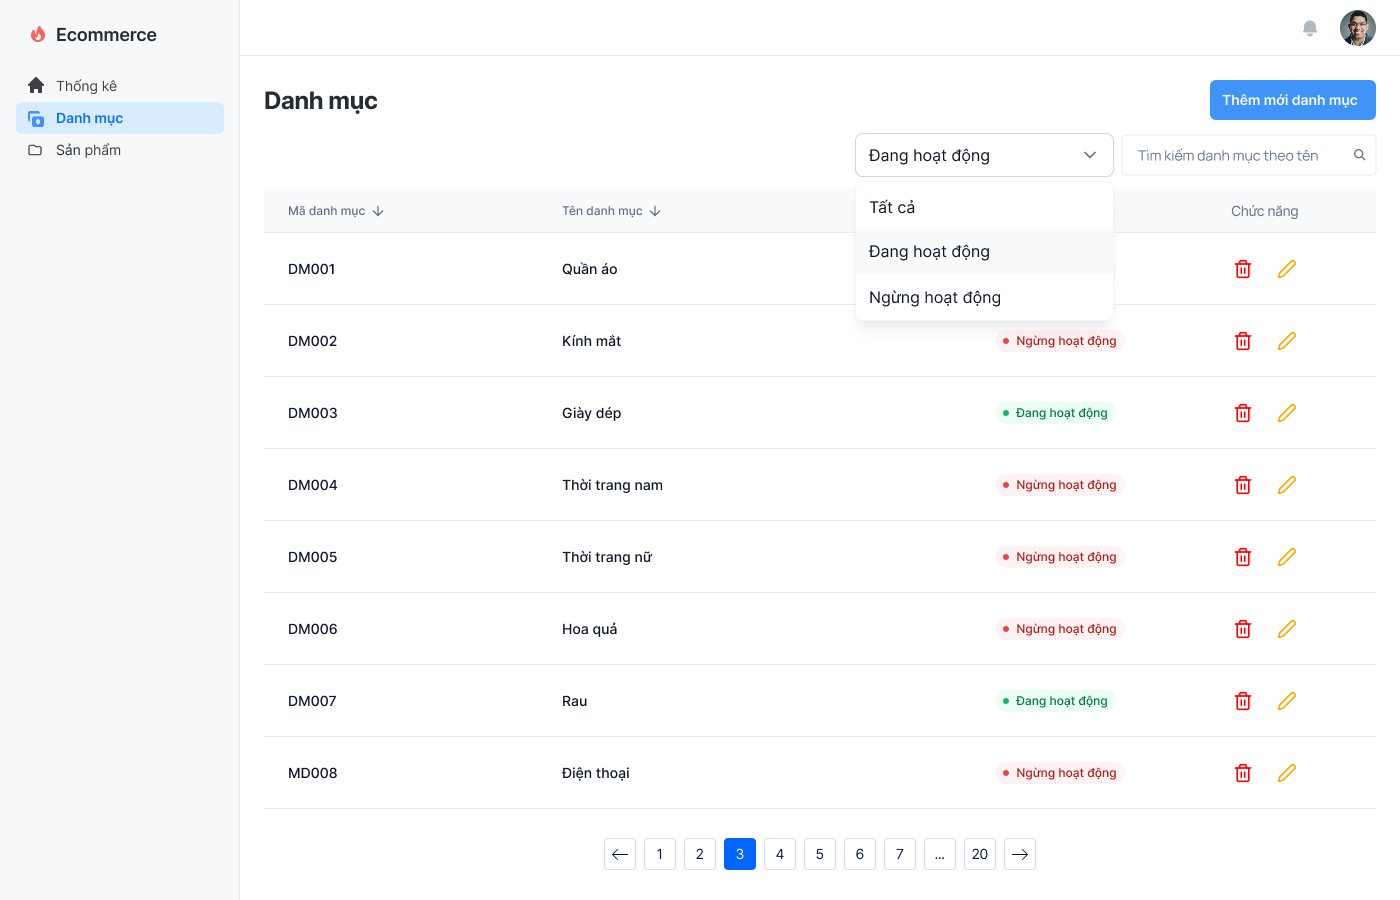 Ecommerce
Thống kê
Danh mục
Sản phẩm
Danh mục
Thêm mới danh mục
Đang hoạt động
Tìm kiếm danh mục theo tên
Tất cả
Đang hoạt động
Ngừng hoạt động
Mã danh mục
Tên danh mục
Chức năng
DM001
Quần áo
DM002
Kính mắt
Ngừng hoạt động
DM003
Giày dép
Đang hoạt động
DM004
Thời trang nam
Ngừng hoạt động
DM005
Thời trang nữ
Ngừng hoạt động
DM006
Hoa quả
Ngừng hoạt động
DM007
Rau
Đang hoạt động
MD008
Điện thoại
Ngừng hoạt động
1 2 3 4 5 6 7 ... 20